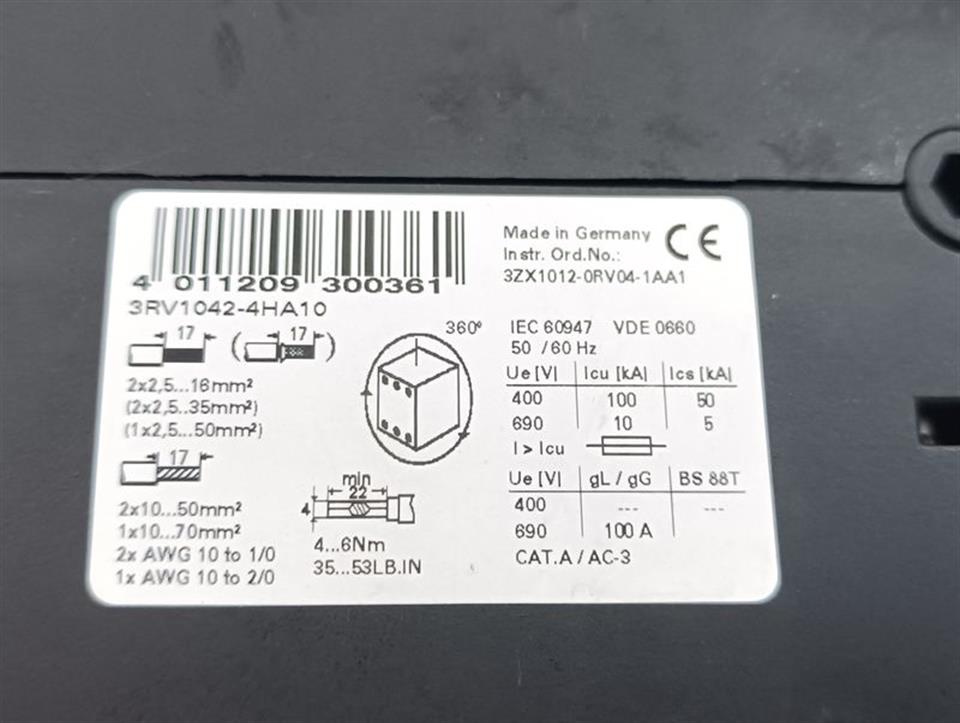 4 011209 300361
3RV1042-4HA10
17 ( 17 )
2x2,5...16mm²
(2x2,5..35mm²)
(1x2,5...50mm²)
17
2x10...50mm²
1x10...70mm²
2x AWG 10 to 1/0
1x AWG 10 to 2/0
360°
min
22
4
4...6Nm
35...53LB.IN
Made in Germany CE
Instr. Ord.No.:
3ZX1012-0RV04-1AA1
IEC 60947 VDE 0660
50 /60 Hz
Ue [V] Icu [kA] Ics [kA]
400 100 50
690 10 5
I > Icu
Ue [V] gL / gG BS 88T
400 --- ---
690 100 A
CAT.A / AC-3